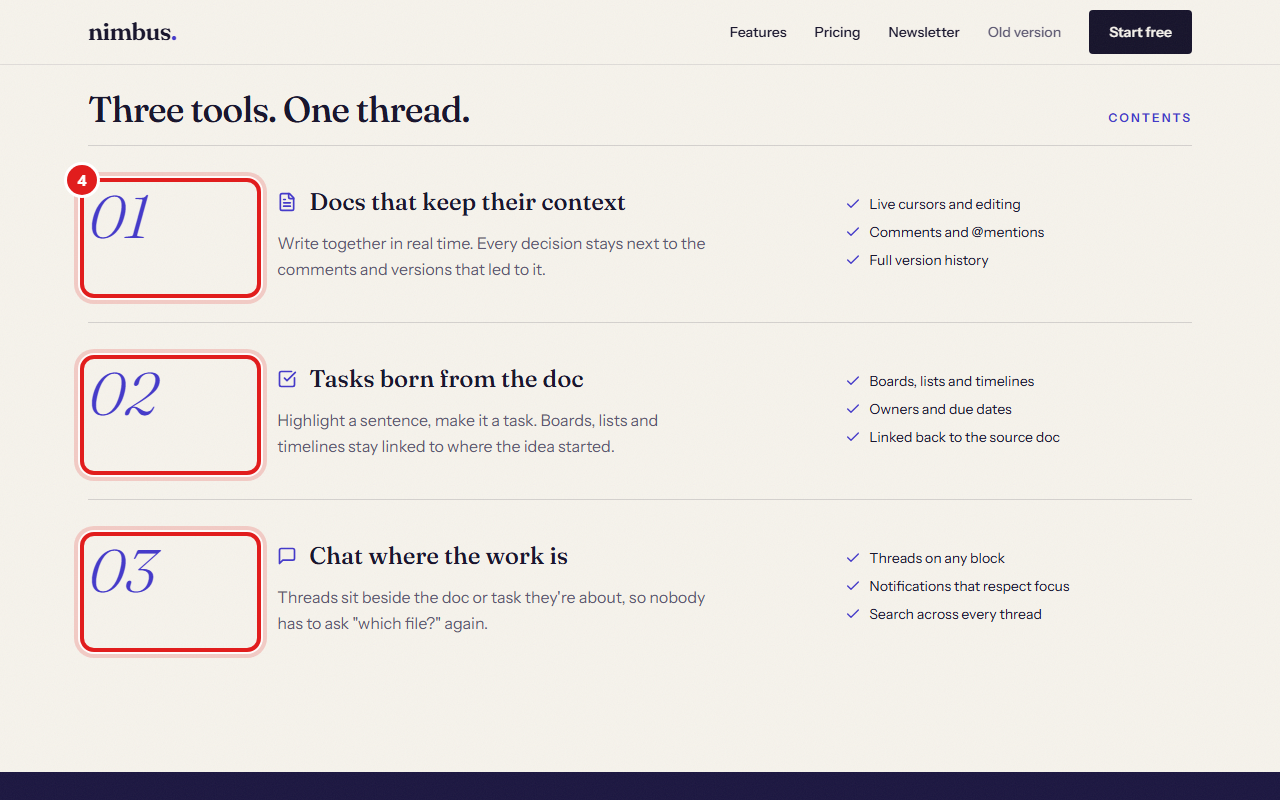 nimbus.
Features
Pricing
Newsletter
Old version
Start free
Three tools. One thread.
CONTENTS
4
01
Docs that keep their context
Write together in real time. Every decision stays next to the
comments and versions that led to it.
Live cursors and editing
Comments and @mentions
Full version history
02
Tasks born from the doc
Highlight a sentence, make it a task. Boards, lists and
timelines stay linked to where the idea started.
Boards, lists and timelines
Owners and due dates
Linked back to the source doc
03
Chat where the work is
Threads sit beside the doc or task they're about, so nobody
has to ask "which file?" again.
Threads on any block
Notifications that respect focus
Search across every thread